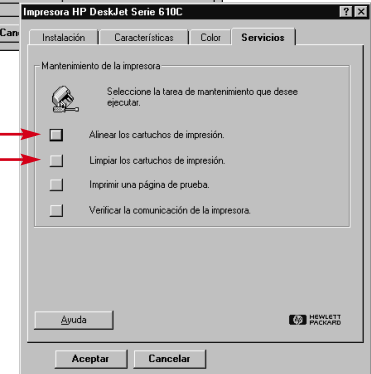 Impresora HP DeskJet Serie 610C
Instalación Características Color Servicios
Mantenimiento de la impresora
Seleccione la tarea de mantenimiento que desee
ejecutar.
Alinear los cartuchos de impresión.
Limpiar los cartuchos de impresión.
Imprimir una página de prueba.
Verificar la comunicación de la impresora.
Ayuda
HEWLETT
PACKARD
Aceptar Cancelar